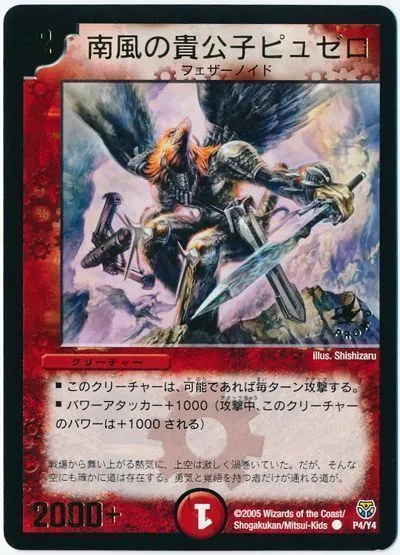 2
南風の貴公子ピュゼロ
フェザーノイド
PROMO
illus. Shishizaru
クリーチャー
■ このクリーチャーは、可能であれば毎ターン攻撃する。
■ パワーアタッカー+1000 (攻撃中、このクリーチャー
のパワーは+1000 される)
戦場から舞い上がる熱気に、上空は激しく渦巻いていた。だが、そんな
空にも確かに道は存在する。勇気と覚悟を持つ者だけが通れる道が。
2000+
1
©2005 Wizards of the Coast/
Shogakukan/Mitsui-Kids
P4/Y4